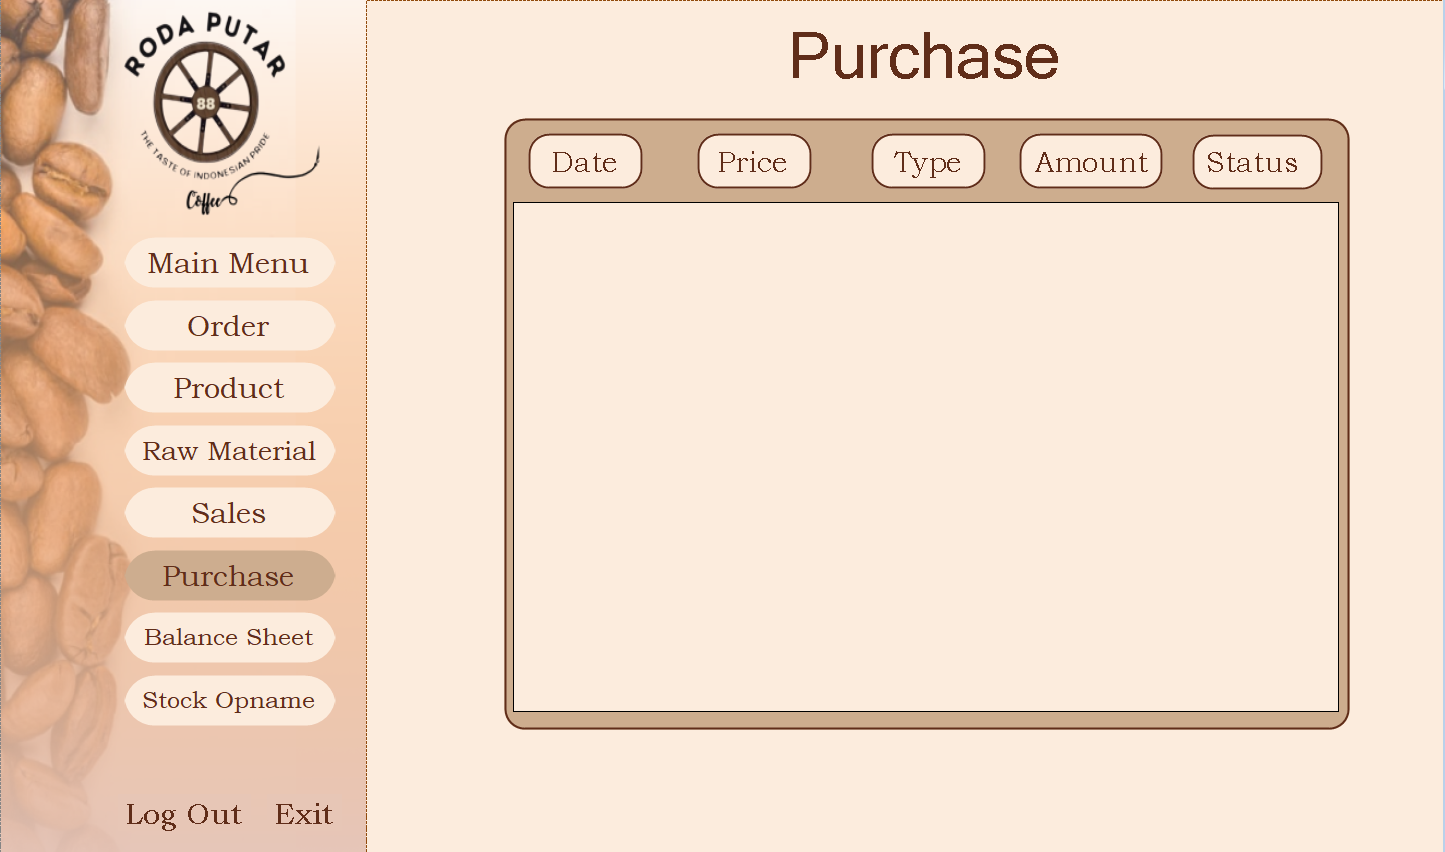 RODA PUTAR
88
THE TASTE OF INDONESIAN PRIDE
Coffee
Main Menu
Order
Product
Raw Material
Sales
Purchase
Balance Sheet
Stock Opname
Log Out Exit
Purchase
Date Price Type Amount Status